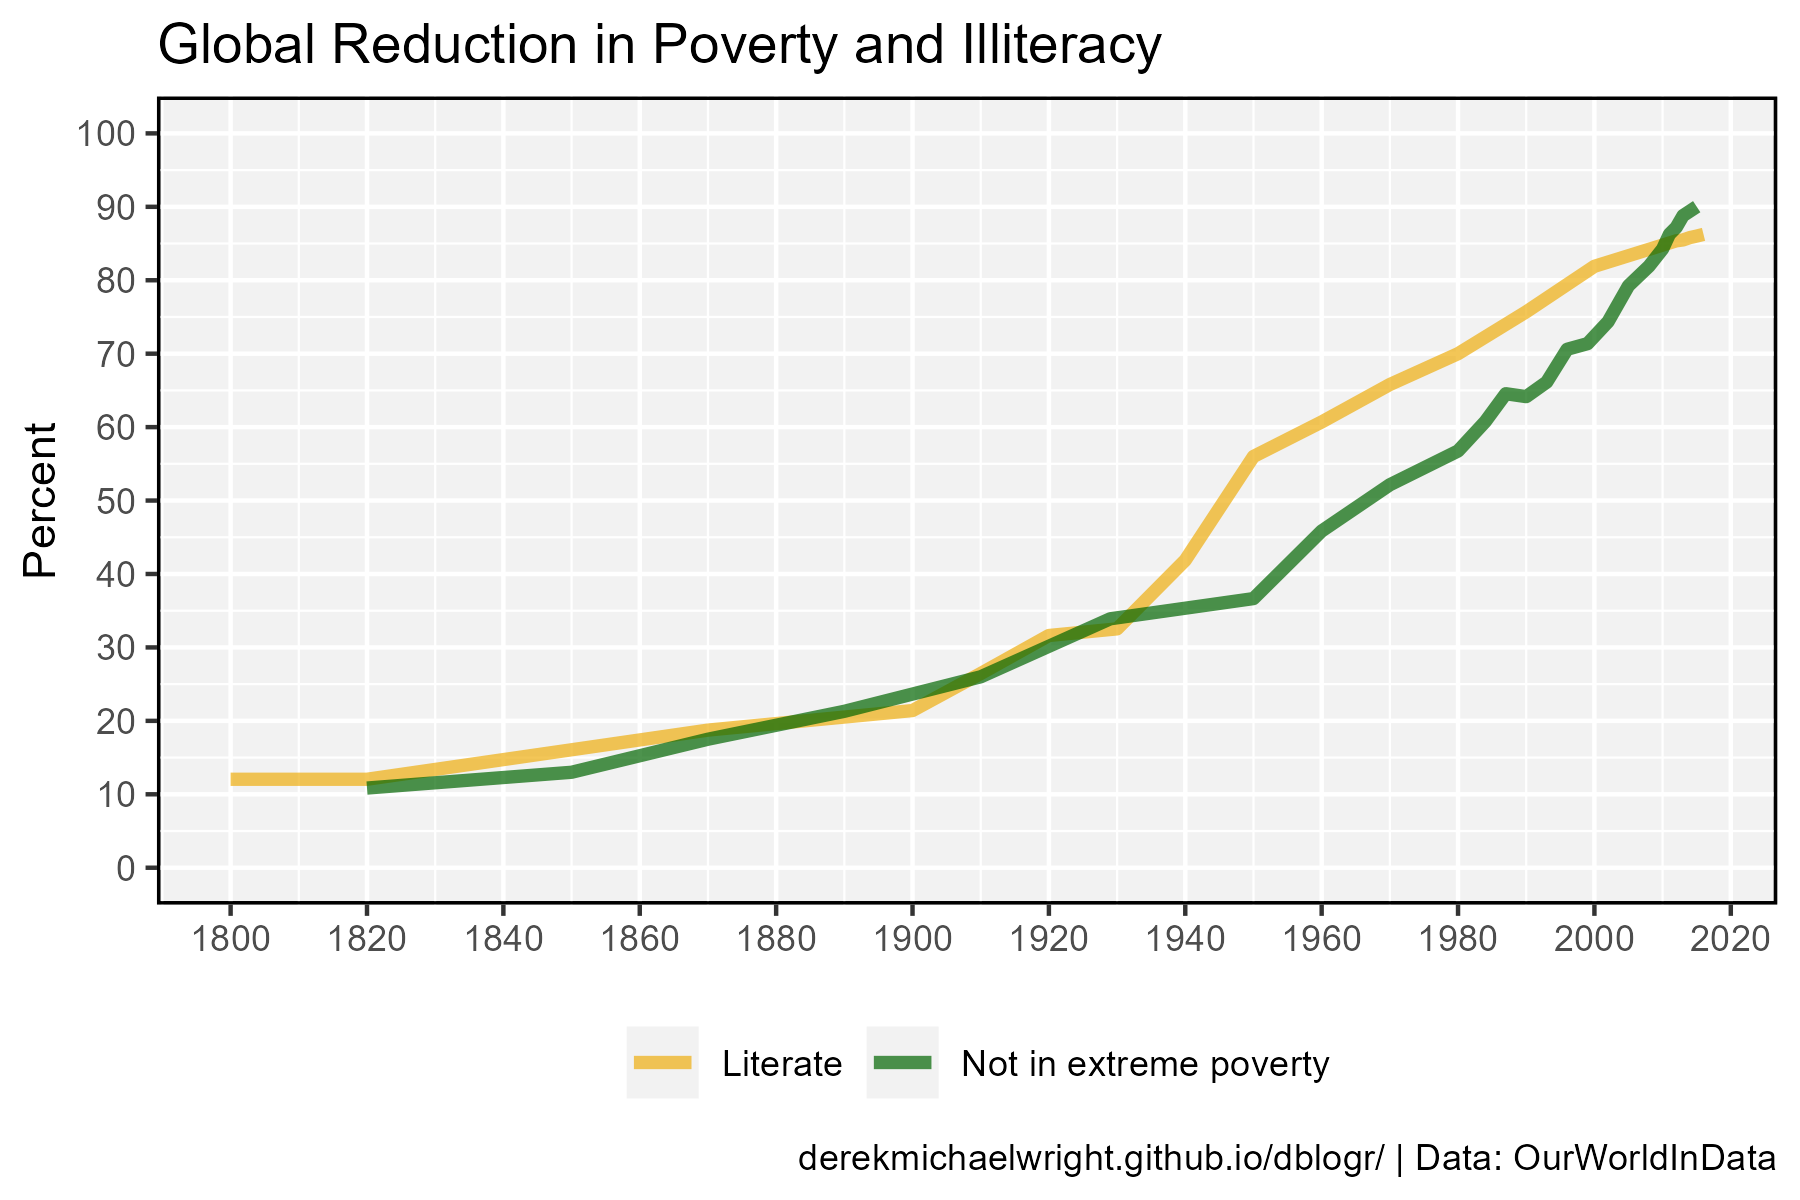 Global Reduction in Poverty and Illiteracy
Percent
100
90
80
70
60
50
40
30
20
10
0
1800 1820 1840 1860 1880 1900 1920 1940 1960 1980 2000 2020
Literate Not in extreme poverty
derekmichaelwright.github.io/dblogr/ | Data: OurWorldInData